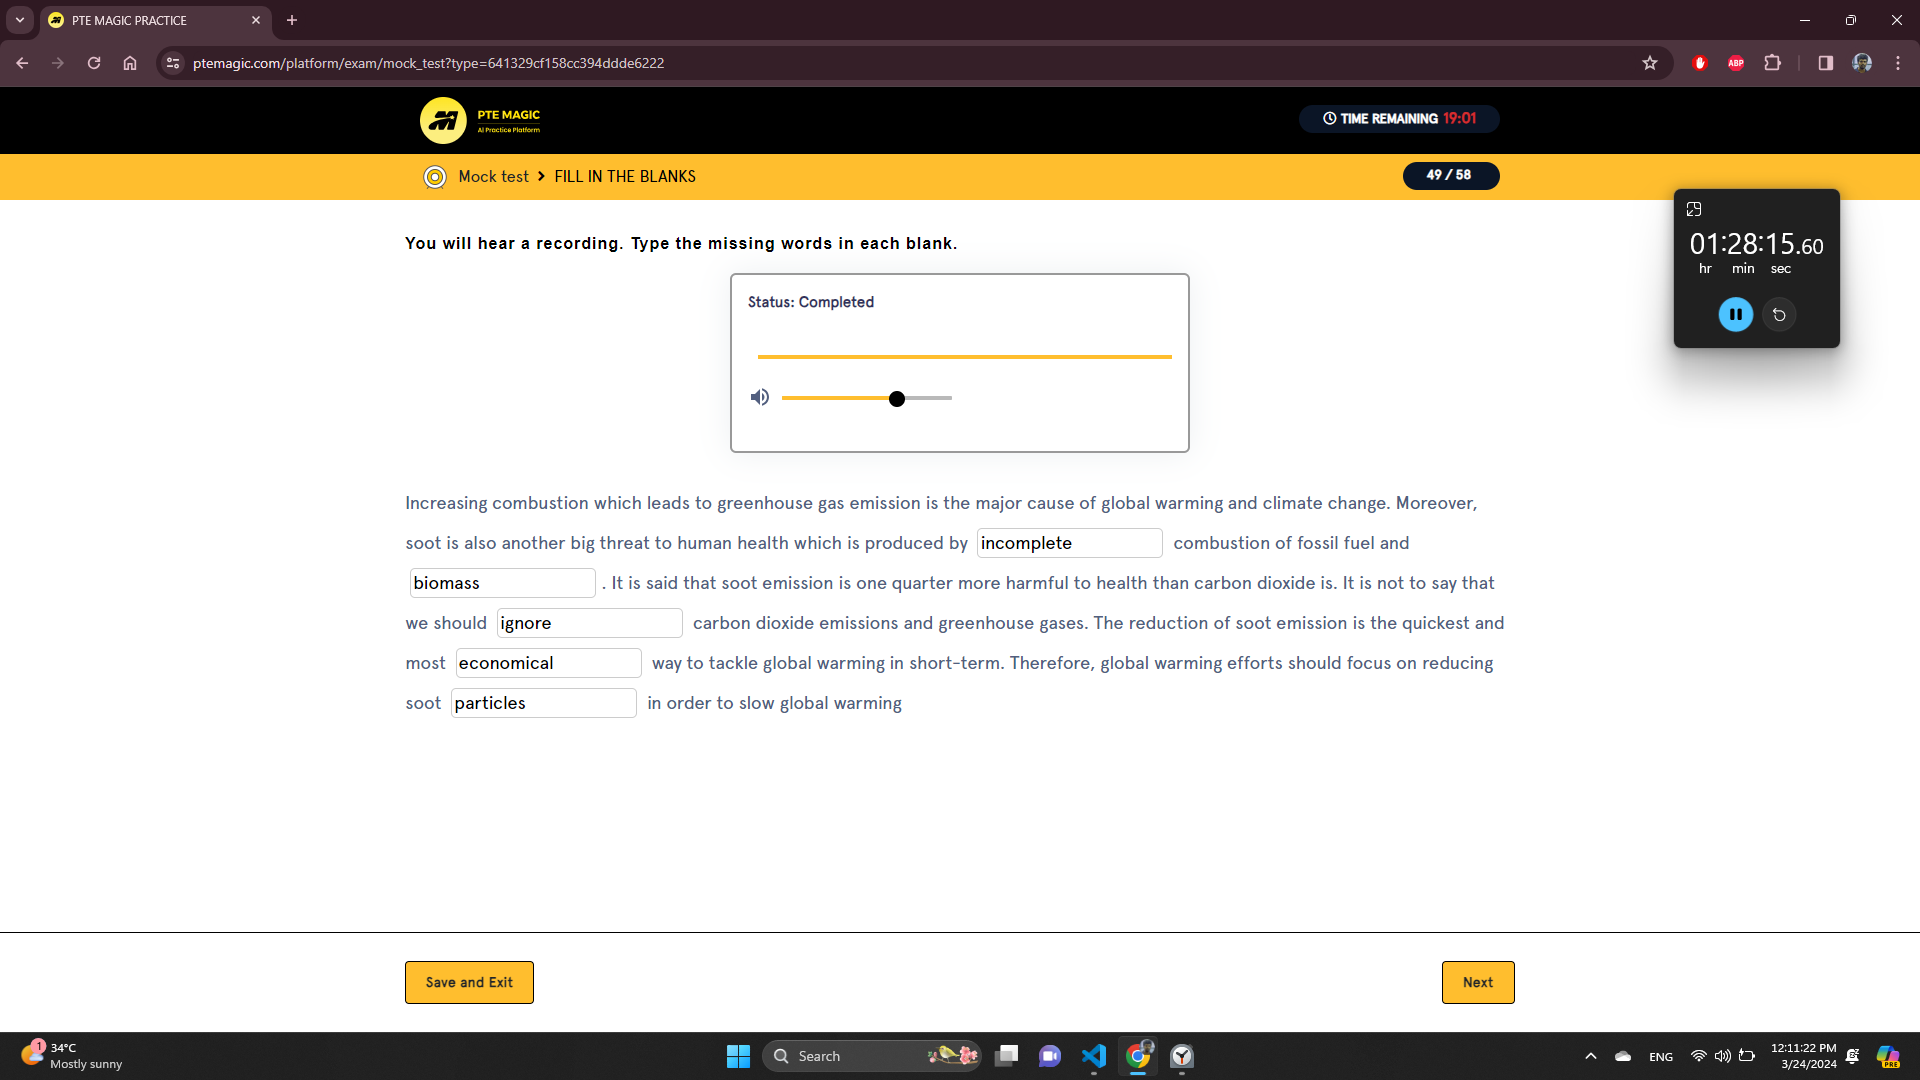 PTE MAGIC PRACTICE
ptemagic.com/platform/exam/mock_test?type=641329cf158cc394ddde6222
ABP
PTE MAGIC
AI Practice Platform
TIME REMAINING 19:01
Mock test > FILL IN THE BLANKS
49 / 58
01:28:15.60
hr min sec
You will hear a recording. Type the missing words in each blank.
Status: Completed
Increasing combustion which leads to greenhouse gas emission is the major cause of global warming and climate change. Moreover,
soot is also another big threat to human health which is produced by incomplete combustion of fossil fuel and
biomass . It is said that soot emission is one quarter more harmful to health than carbon dioxide is. It is not to say that
we should ignore carbon dioxide emissions and greenhouse gases. The reduction of soot emission is the quickest and
most economical way to tackle global warming in short-term. Therefore, global warming efforts should focus on reducing
soot particles in order to slow global warming
Save and Exit
Next
1
34°C
Mostly sunny
Search
ENG
12:11:22 PM
3/24/2024
PRE